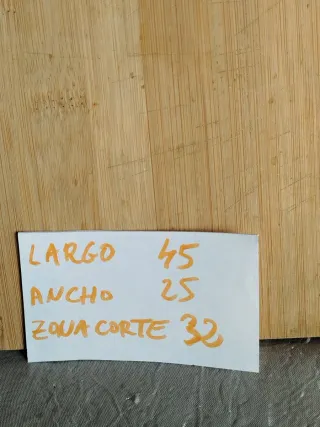 LARGO 45
ANCHO 25
ZONA CORTE 32